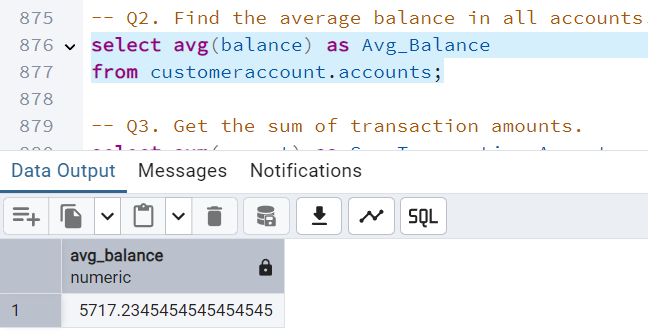 875 -- Q2. Find the average balance in all accounts.
876 select avg(balance) as Avg_Balance
877 from customeraccount.accounts;
878
879 -- Q3. Get the sum of transaction amounts.
Data Output Messages Notifications
SQL
avg_balance
numeric
1 5717.2345454545454545